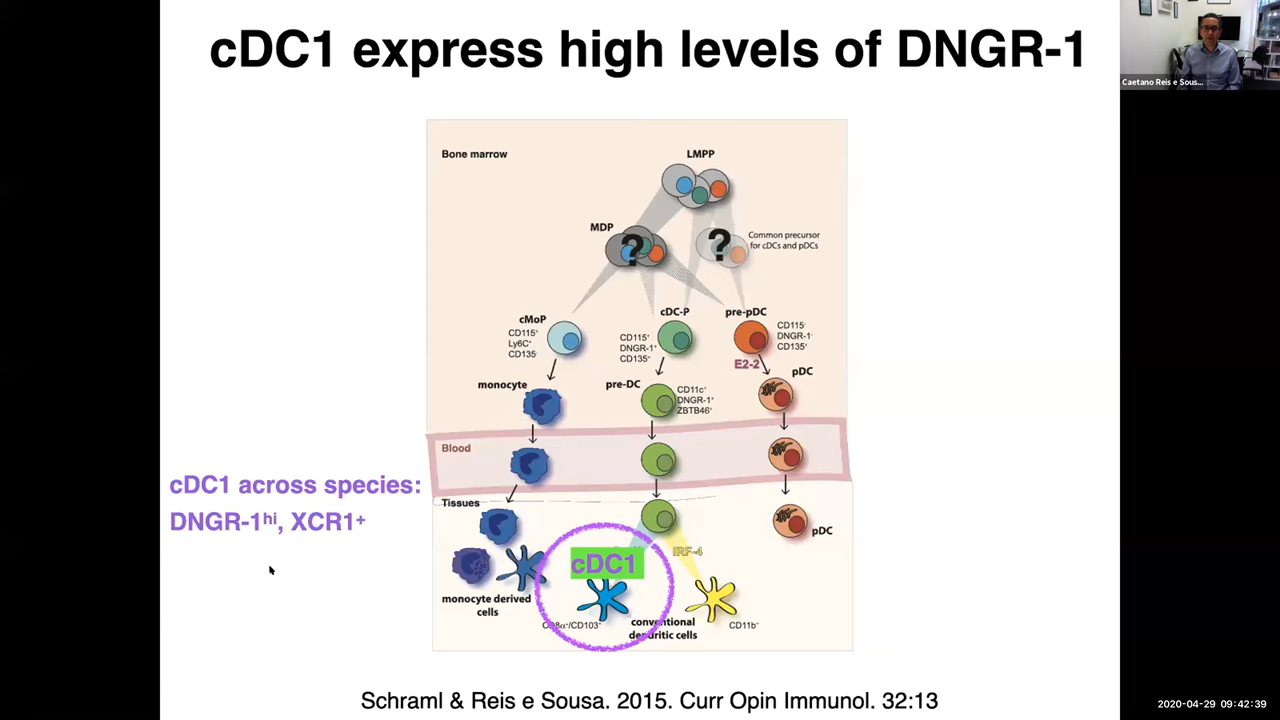 cDC1 express high levels of DNGR-1
Caetano Reis e Sous...
Bone marrow
LMPP
MDP
?
?
Common precursor
for cDCs and pDCs
cMoP
CD115⁺
Ly6C⁺
CD135⁻
cDC-P
CD115⁺
DNGR-1⁺
CD135⁺
pre-pDC
CD115⁻
DNGR-1⁻
CD135⁺
E2-2
monocyte
pre-DC
CD11c⁺
DNGR-1⁺
ZBTB46⁺
pDC
Blood
cDC1 across species:
DNGR-1ʰⁱ, XCR1+
Tissues
pDC
IRF-4
cDC1
monocyte derived
cells
CD8α⁺/CD103⁺
conventional
dendritic cells
CD11b⁺
Schraml & Reis e Sousa. 2015. Curr Opin Immunol. 32:13
2020-04-29 09:42:39